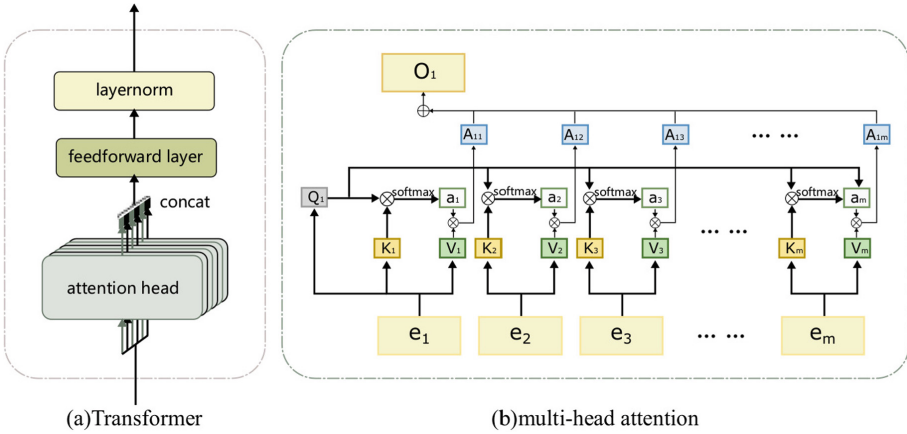 layernorm
feedforward layer
concat
attention head
(a)Transformer
O₁
A₁₁ A₁₂ A₁₃ ... ... A₁ₘ
Q₁ softmax a₁ softmax a₂ softmax a₃ softmax aₘ
K₁ V₁ K₂ V₂ K₃ V₃ ... ... Kₘ Vₘ
e₁ e₂ e₃ ... ... eₘ
(b)multi-head attention